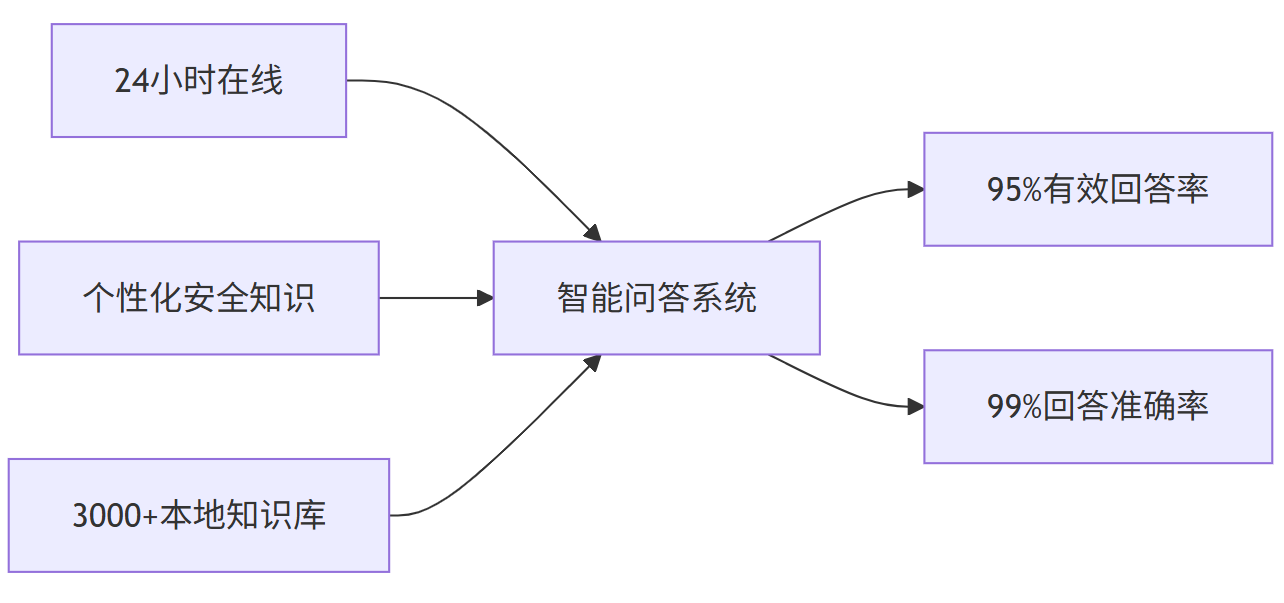 24小时在线
个性化安全知识
3000+本地知识库
智能问答系统
95%有效回答率
99%回答准确率